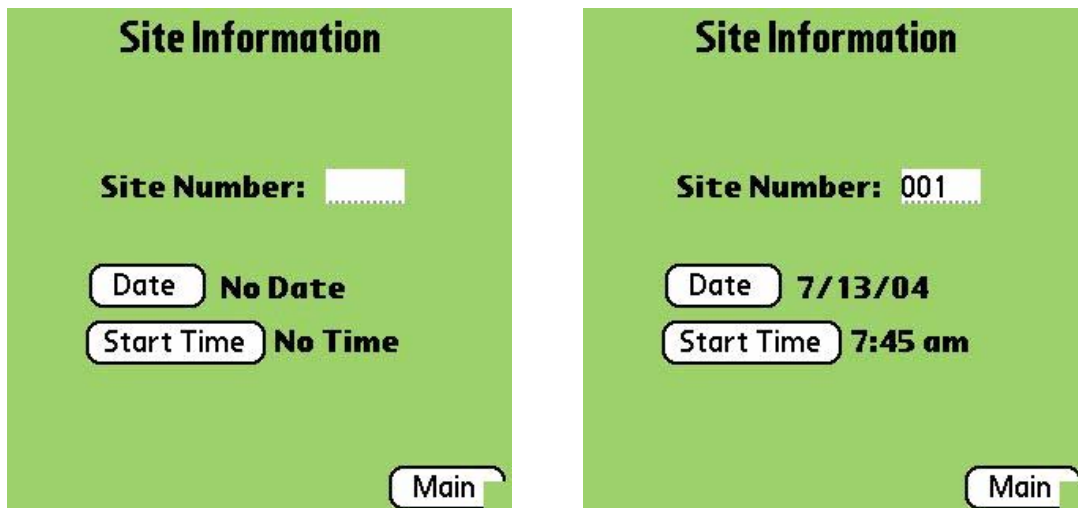 Site Information
Site Number:
Date No Date
Start Time No Time
Main
Site Information
Site Number: 001
Date 7/13/04
Start Time 7:45 am
Main